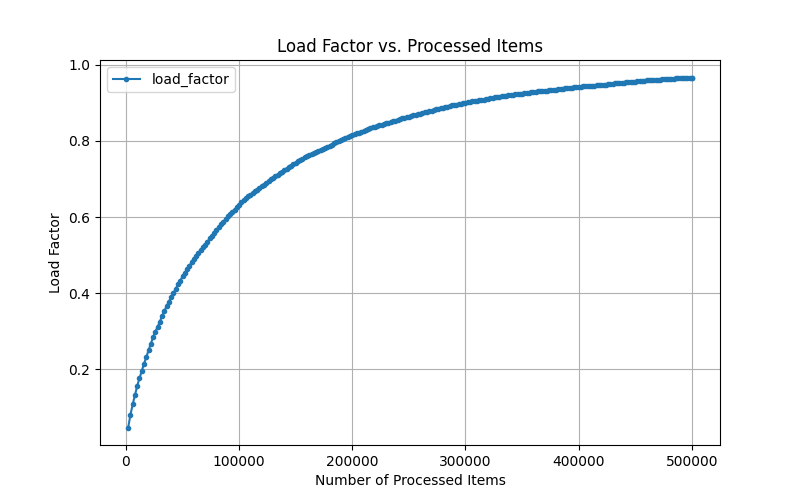 Load Factor vs. Processed Items
load_factor
Load Factor
1.0
0.8
0.6
0.4
0.2
0 100000 200000 300000 400000 500000
Number of Processed Items